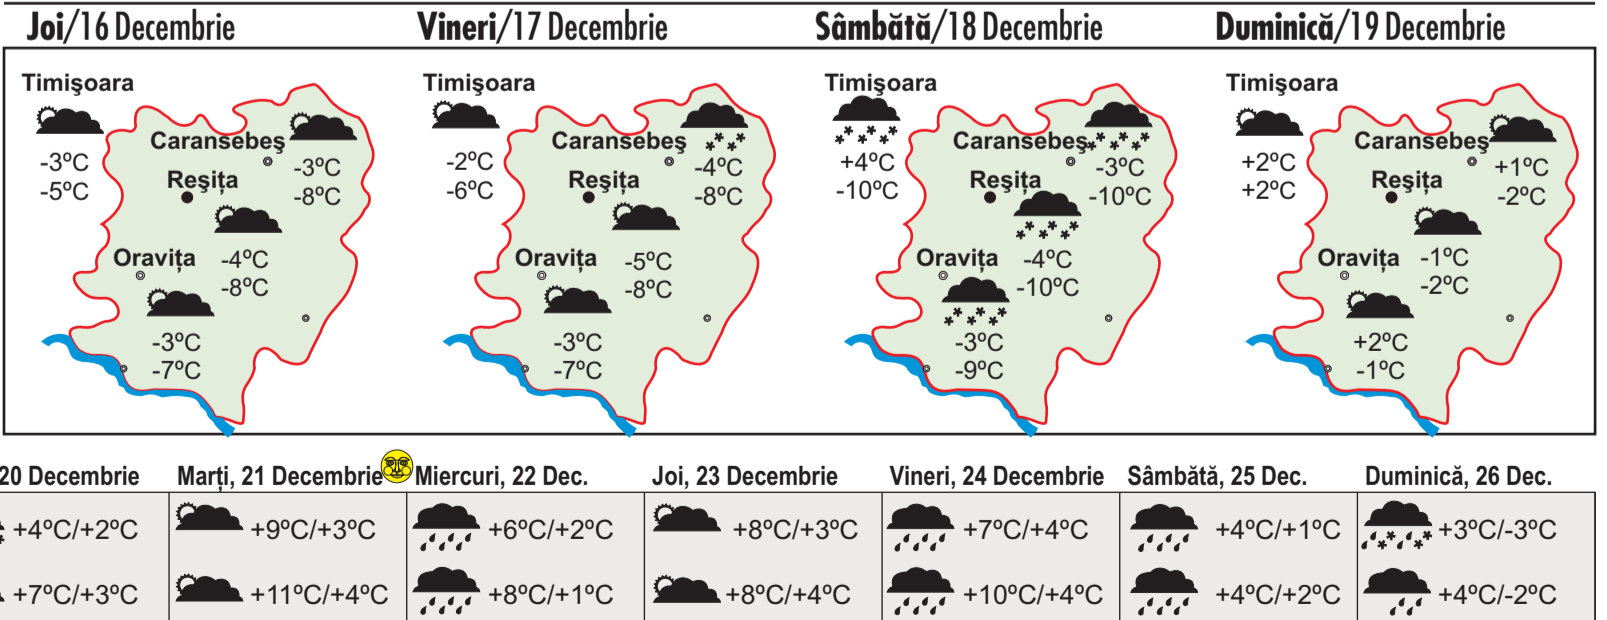 Joi/16 Decembrie
Vineri/17 Decembrie
Sâmbătă/18 Decembrie
Duminică/19 Decembrie
Timişoara
-3ºC
-5ºC
Caransebeş
-3ºC
-8ºC
Reşiţa
-4ºC
-8ºC
Oraviţa
-3ºC
-7ºC
Timişoara
-2ºC
-6ºC
Caransebeş
-4ºC
-8ºC
Reşiţa
-5ºC
-8ºC
Oraviţa
-3ºC
-7ºC
Timişoara
+4ºC
-10ºC
Caransebeş
-3ºC
-10ºC
Reşiţa
-4ºC
-10ºC
Oraviţa
-3ºC
-9ºC
Timişoara
+2ºC
+2ºC
Caransebeş
+1ºC
-2ºC
Reşiţa
-1ºC
-2ºC
Oraviţa
+2ºC
-1ºC
20 Decembrie
Marţi, 21 Decembrie
Miercuri, 22 Dec.
Joi, 23 Decembrie
Vineri, 24 Decembrie
Sâmbătă, 25 Dec.
Duminică, 26 Dec.
+4ºC/+2ºC
+9ºC/+3ºC
+6ºC/+2ºC
+8ºC/+3ºC
+7ºC/+4ºC
+4ºC/+1ºC
+3ºC/-3ºC
+7ºC/+3ºC
+11ºC/+4ºC
+8ºC/+1ºC
+8ºC/+4ºC
+10ºC/+4ºC
+4ºC/+2ºC
+4ºC/-2ºC